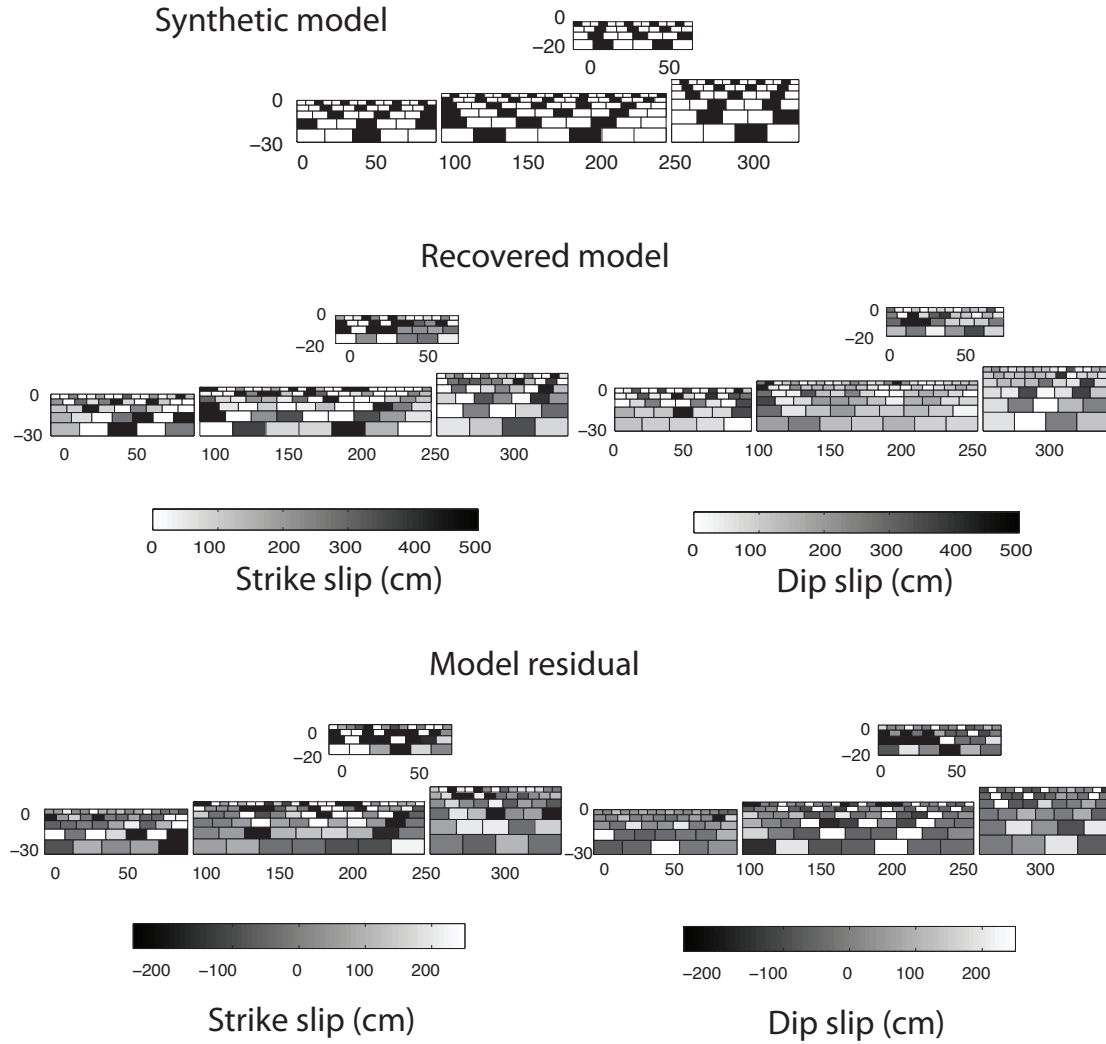 Synthetic model
0
−20
0 50
0
−30
0 50 100 150 200 250 300
Recovered model
0
−20
0 50
0
−20
0 50
0
−30
0 50 100 150 200 250 300
0
−30
0 50 100 150 200 250 300
0 100 200 300 400 500
Strike slip (cm)
0 100 200 300 400 500
Dip slip (cm)
Model residual
0
−20
0 50
0
−20
0 50
0
−30
0 50 100 150 200 250 300
0
−30
0 50 100 150 200 250 300
−200 −100 0 100 200
Strike slip (cm)
−200 −100 0 100 200
Dip slip (cm)